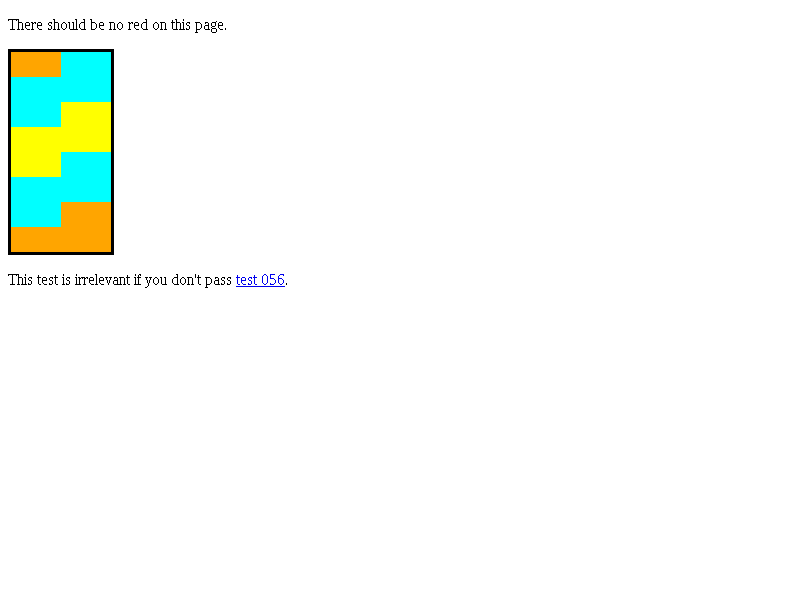 There should be no red on this page.
This test is irrelevant if you don't pass test 056.